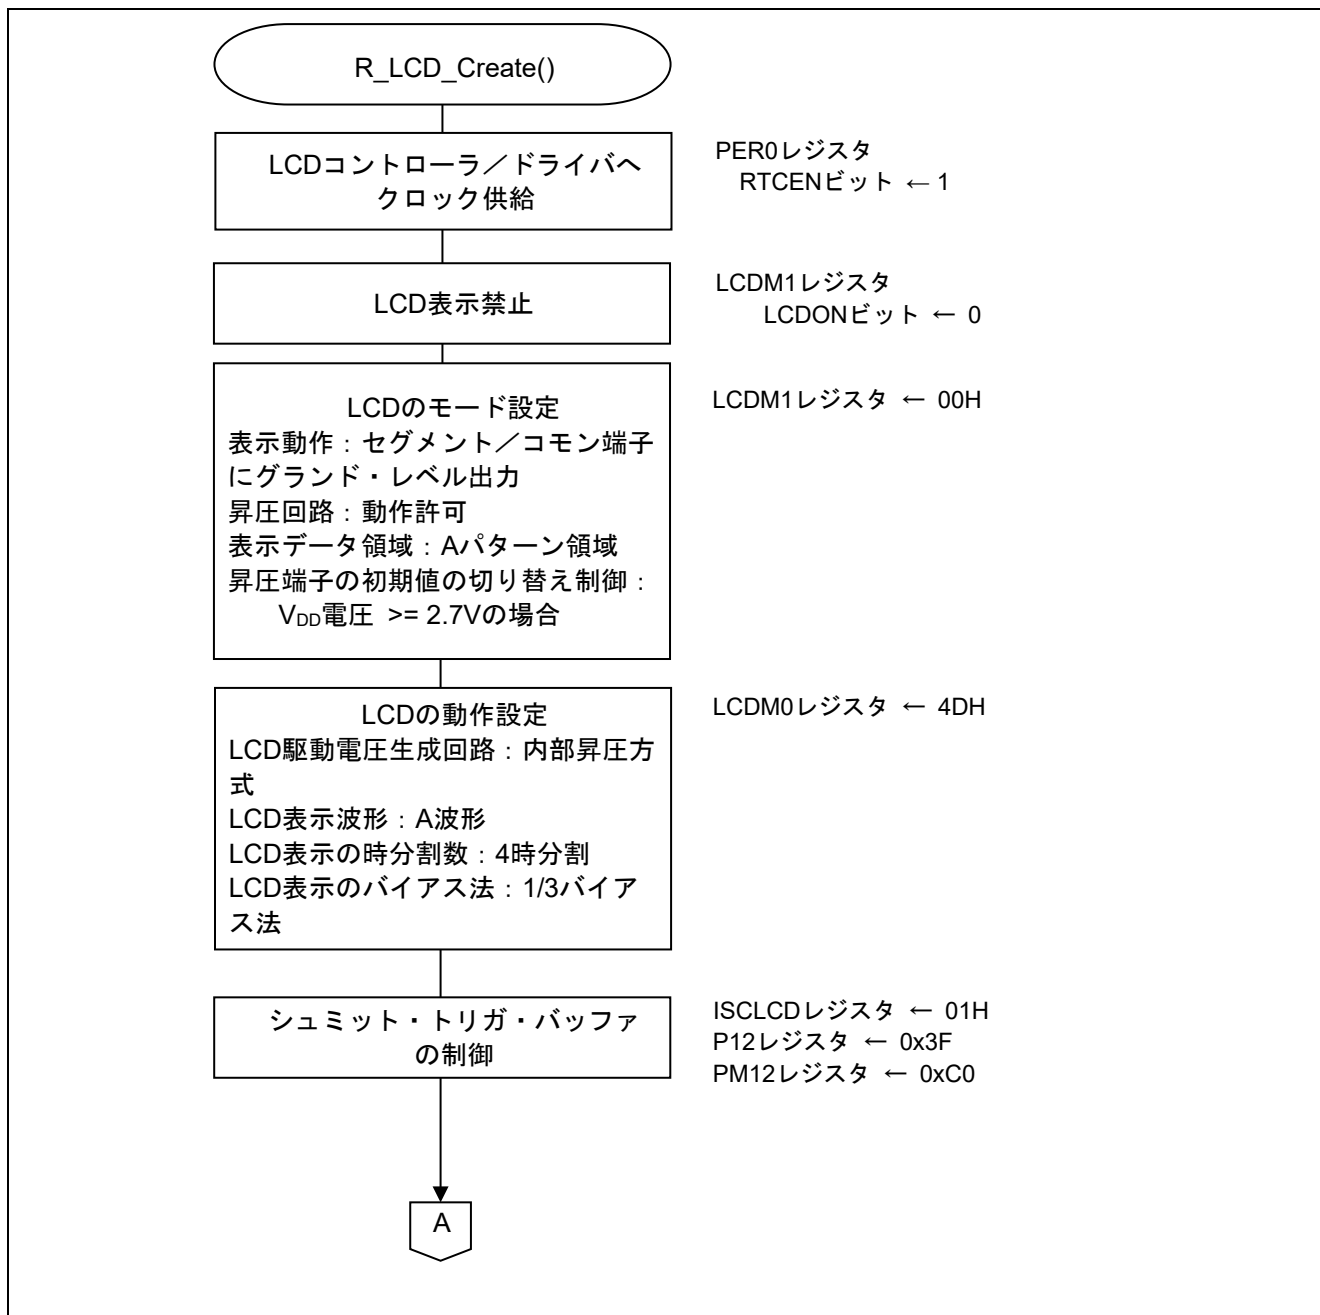 R_LCD_Create()
LCDコントローラ／ドライバへ
クロック供給
PER0レジスタ
RTCENビット ← 1
LCD表示禁止
LCDM1レジスタ
LCDONビット ← 0
LCDのモード設定
表示動作：セグメント／コモン端子
にグランド・レベル出力
昇圧回路：動作許可
表示データ領域：Aパターン領域
昇圧端子の初期値の切り替え制御：
VDD電圧 >= 2.7Vの場合
LCDM1レジスタ ← 00H
LCDの動作設定
LCD駆動電圧生成回路：内部昇圧方
式
LCD表示波形：A波形
LCD表示の時分割数：4時分割
LCD表示のバイアス法：1/3バイア
ス法
LCDM0レジスタ ← 4DH
シュミット・トリガ・バッファ
の制御
ISCLCDレジスタ ← 01H
P12レジスタ ← 0x3F
PM12レジスタ ← 0xC0
A